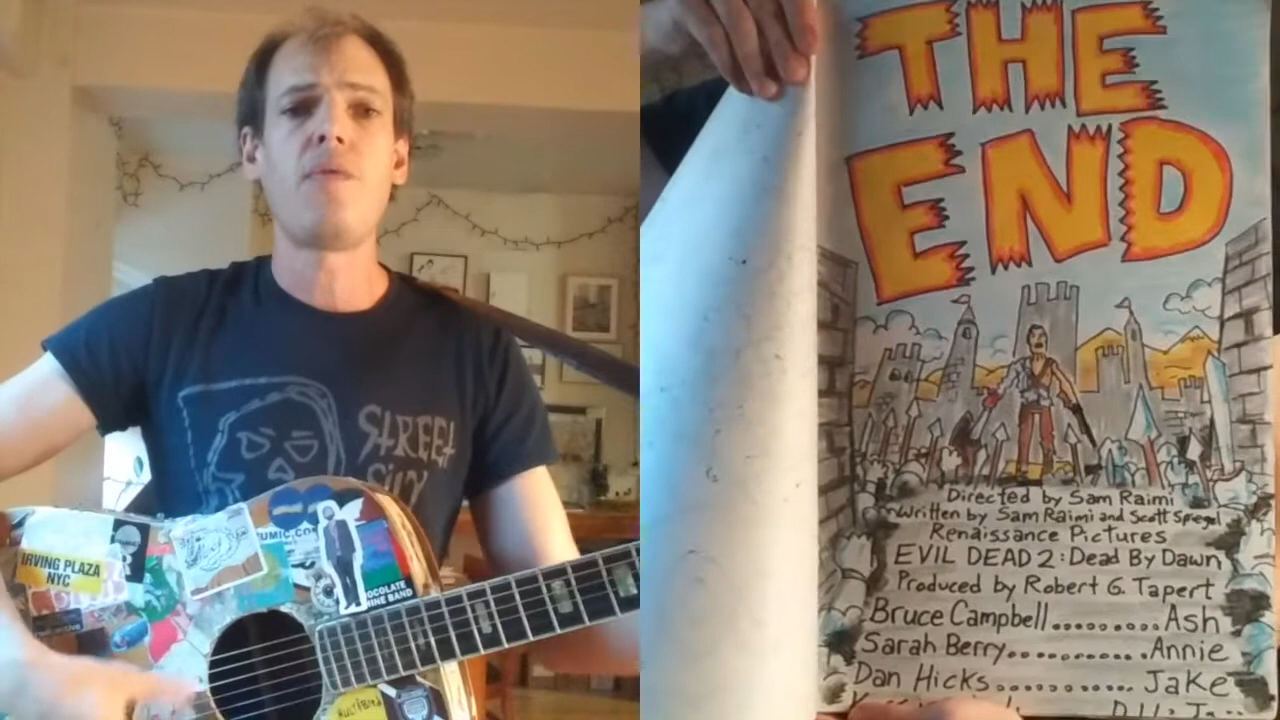 STREET
IRVING PLAZA
NYC
THE
END
Directed by Sam Raimi
Written by Sam Raimi and Scott Spiegel
Renaissance Pictures
EVIL DEAD 2: Dead By Dawn
Produced by Robert G. Tapert
Bruce Campbell.........Ash
Sarah Berry...........Annie
Dan Hicks............Jake